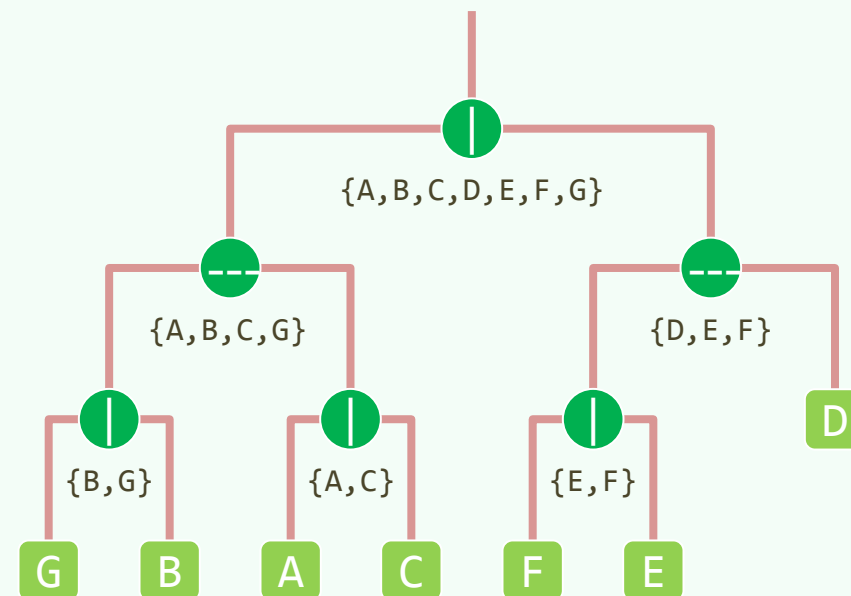 {A,B,C,D,E,F,G}
{A,B,C,G}
{D,E,F}
D
{B,G}
{A,C}
{E,F}
G
B
A
C
F
E